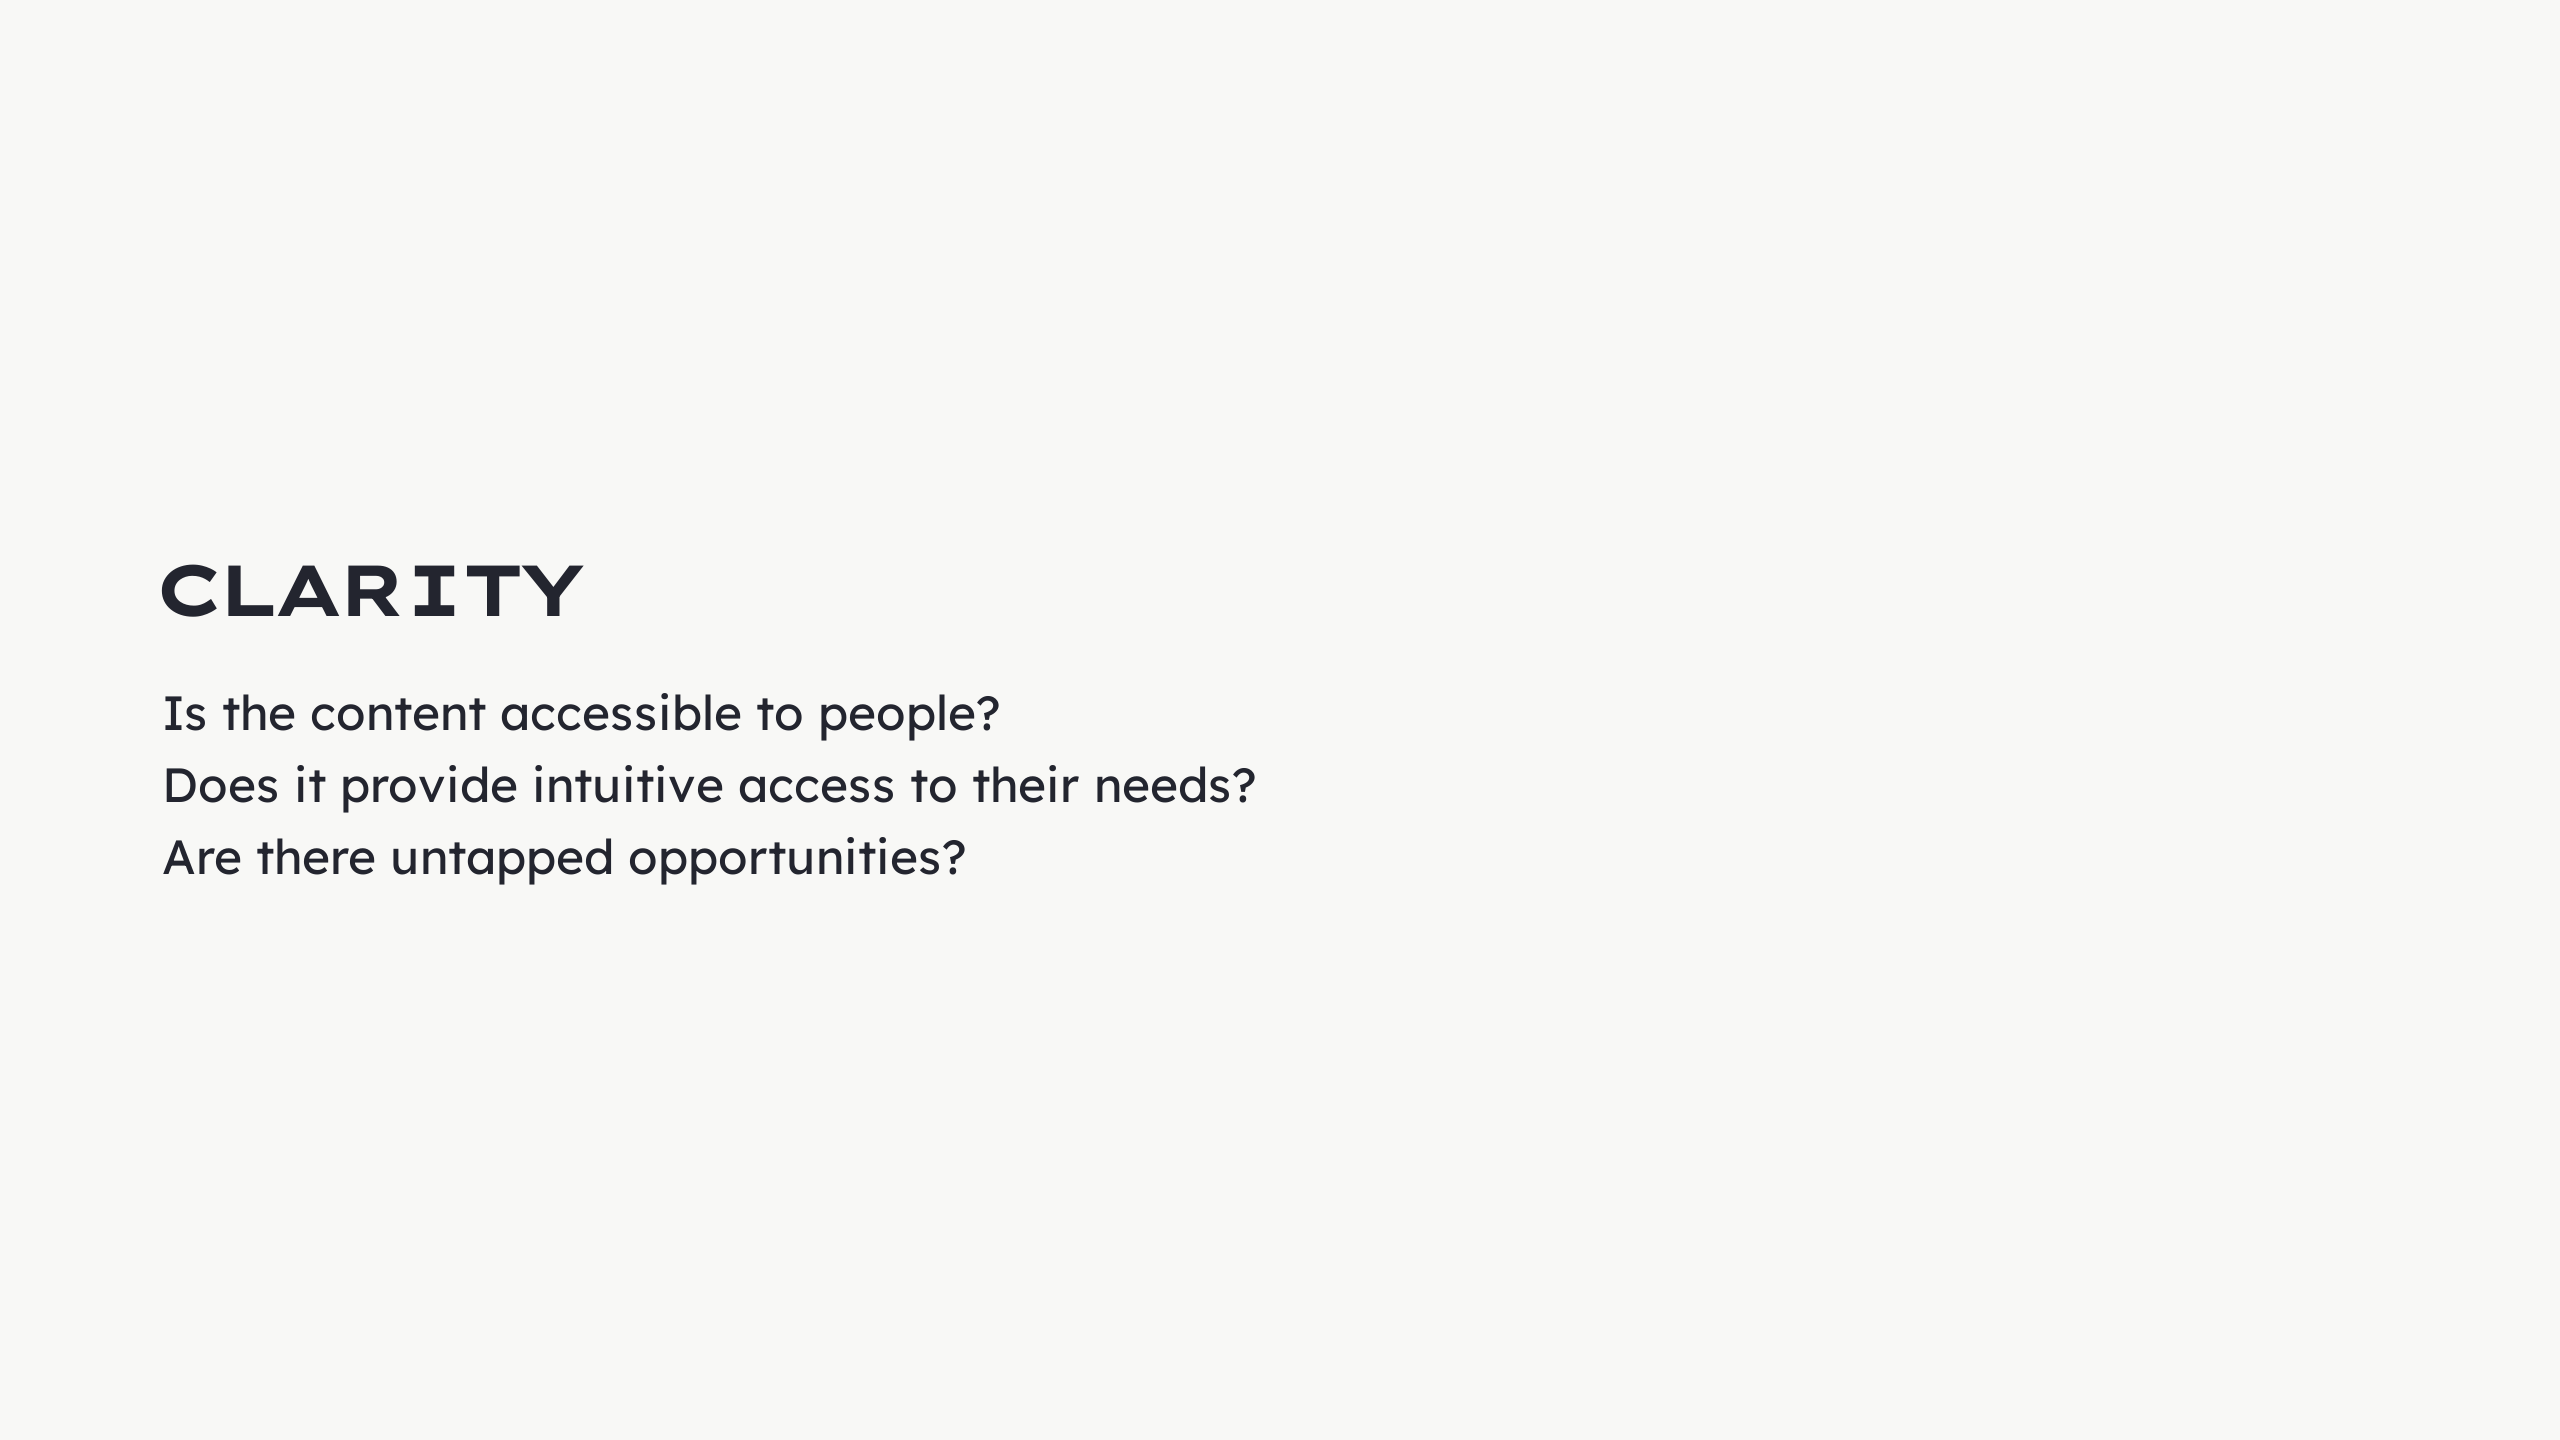 CLARITY
Is the content accessible to people?
Does it provide intuitive access to their needs?
Are there untapped opportunities?